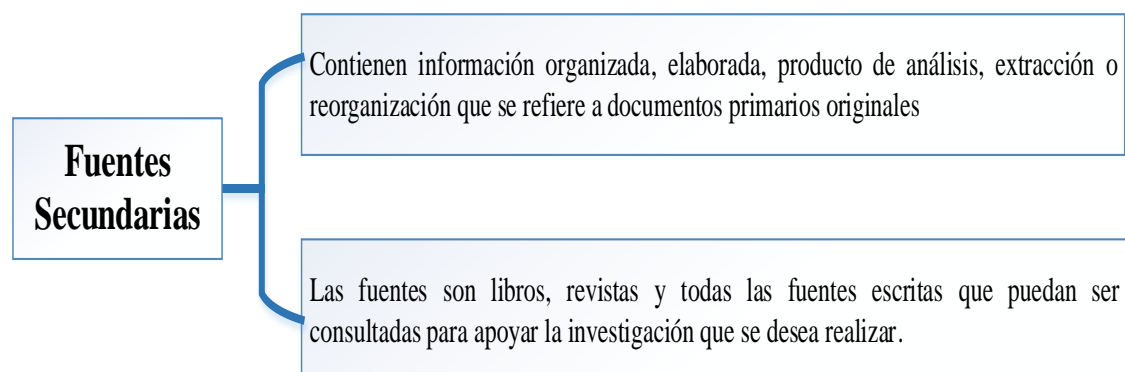 Fuentes
Secundarias
Contienen información organizada, elaborada, producto de análisis, extracción o
reorganización que se refiere a documentos primarios originales
Las fuentes son libros, revistas y todas las fuentes escritas que puedan ser
consultadas para apoyar la investigación que se desea realizar.